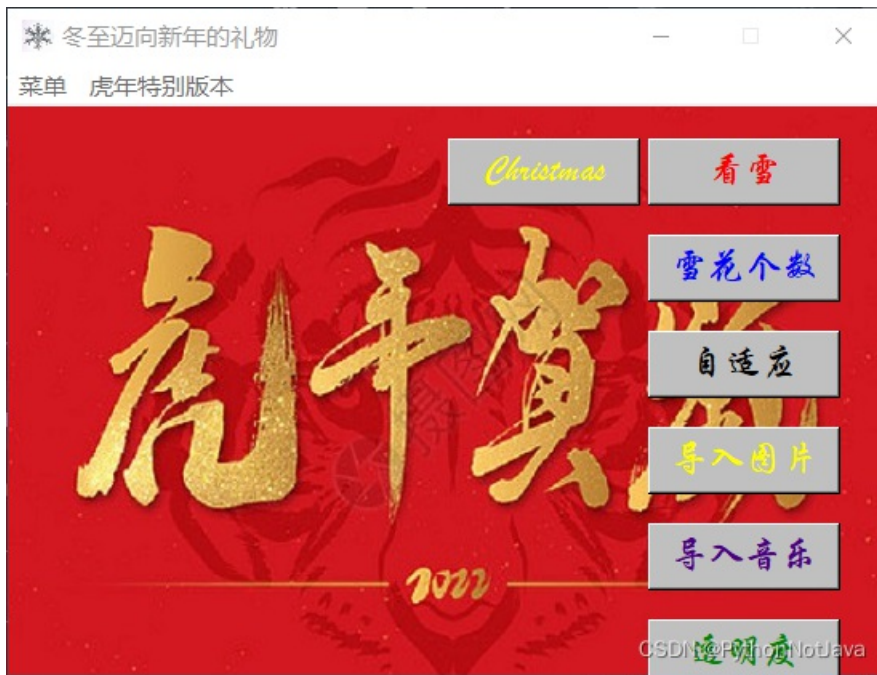 冬至迈向新年的礼物
菜单 虎年特别版本
Christmas 看雪
雪花个数
虎年贺
自适应
导入图片
导入音乐
2022
透明度
CSDN @PythonNotJava